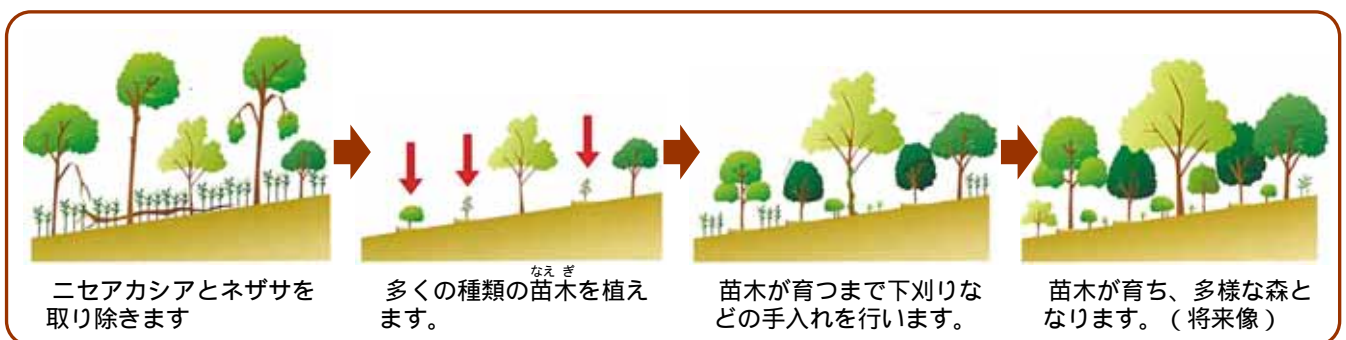 ニセアカシアとネザサを
取り除きます
なえ ぎ
多くの種類の苗木を植え
ます。
苗木が育つまで下刈りな
どの手入れを行います。
苗木が育ち、多様な森と
なります。(将来像)